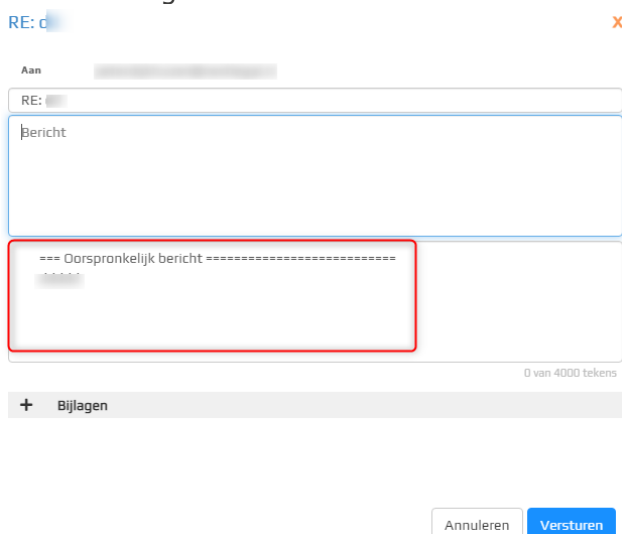 RE:
X
Aan
RE:
Bericht
=== Oorspronkelijk bericht ===========================
0 van 4000 tekens
+ Bijlagen
Annuleren
Versturen